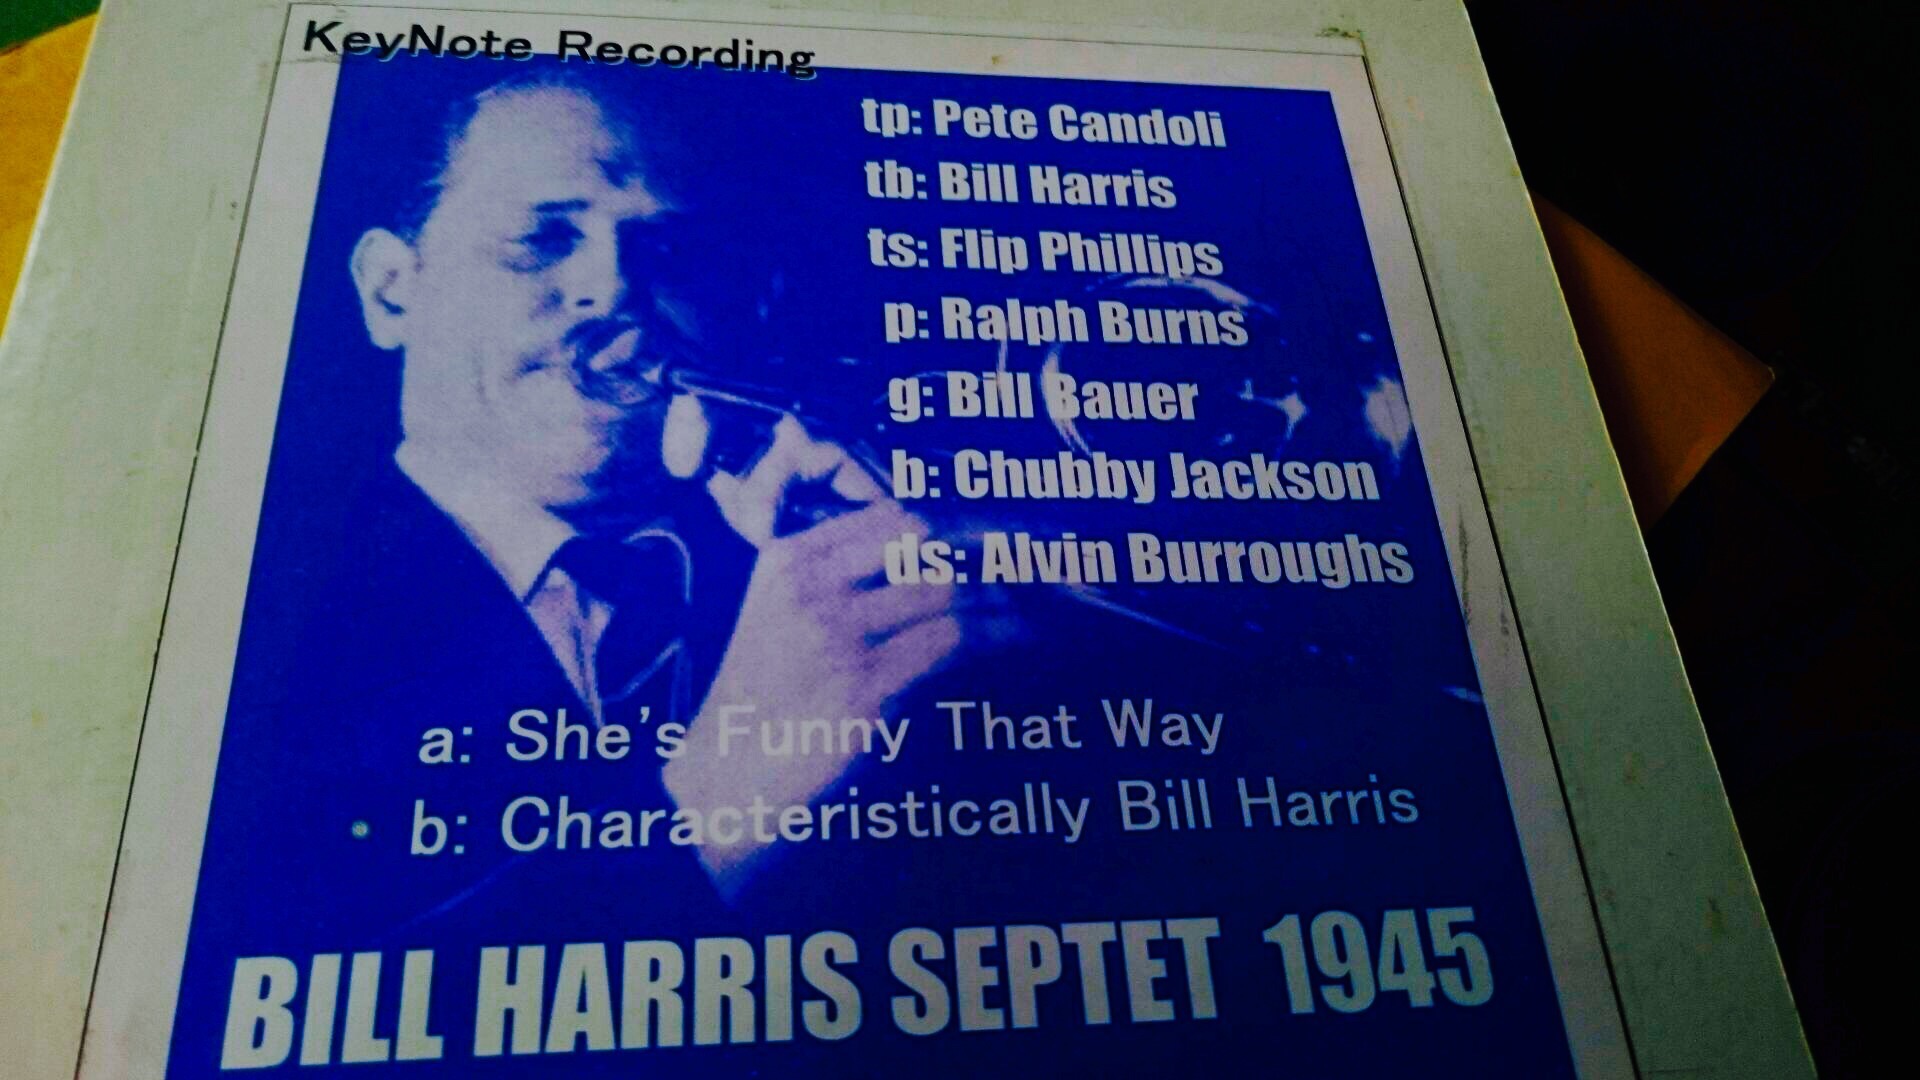 KeyNote Recording
tp: Pete Candoli
tb: Bill Harris
ts: Flip Phillips
p: Ralph Burns
g: Bill Bauer
b: Chubby Jackson
ds: Alvin Burroughs
a: She's Funny That Way
b: Characteristically Bill Harris
BILL HARRIS SEPTET 1945